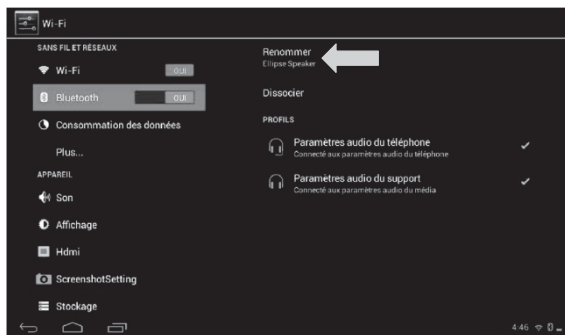 Wi-Fi
SANS FIL ET RÉSEAUX
Wi-Fi
OUI
Bluetooth
OUI
Consommation des données
Plus...
APPAREIL
Son
Affichage
Hdmi
ScreenshotSetting
Stockage
Renommer
Ellipse Speaker
Dissocier
PROFILS
Paramètres audio du téléphone
Connecté aux paramètres audio du téléphone
Paramètres audio du support
Connecté aux paramètres audio du média
4:46